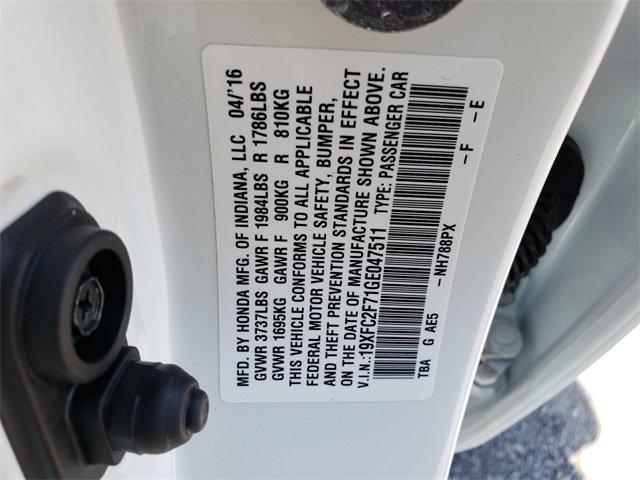 MFD. BY HONDA MFG. OF INDIANA, LLC 04/'16
GVWR 3737LBS GAWR F 1984LBS R 1786LBS
GVWR 1695KG GAWR F 900KG R 810KG
THIS VEHICLE CONFORMS TO ALL APPLICABLE
FEDERAL MOTOR VEHICLE SAFETY, BUMPER,
AND THEFT PREVENTION STANDARDS IN EFFECT
ON THE DATE OF MANUFACTURE SHOWN ABOVE.
V.I.N.:19XFC2F71GE047511 TYPE: PASSENGER CAR
TBA G AE5 -NH788PX -F -E